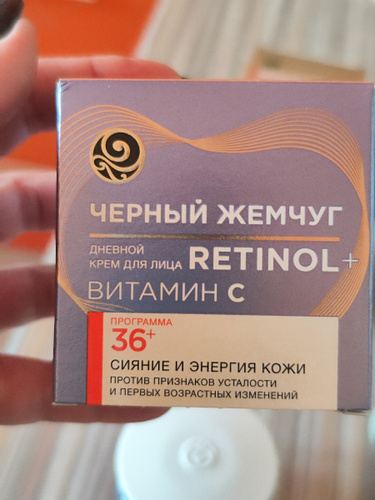 ЧЕРНЫЙ ЖЕМЧУГ
ДНЕВНОЙ
КРЕМ ДЛЯ ЛИЦА RETINOL+
ВИТАМИН С
ПРОГРАММА
36+
СИЯНИЕ И ЭНЕРГИЯ КОЖИ
ПРОТИВ ПРИЗНАКОВ УСТАЛОСТИ
И ПЕРВЫХ ВОЗРАСТНЫХ ИЗМЕНЕНИЙ